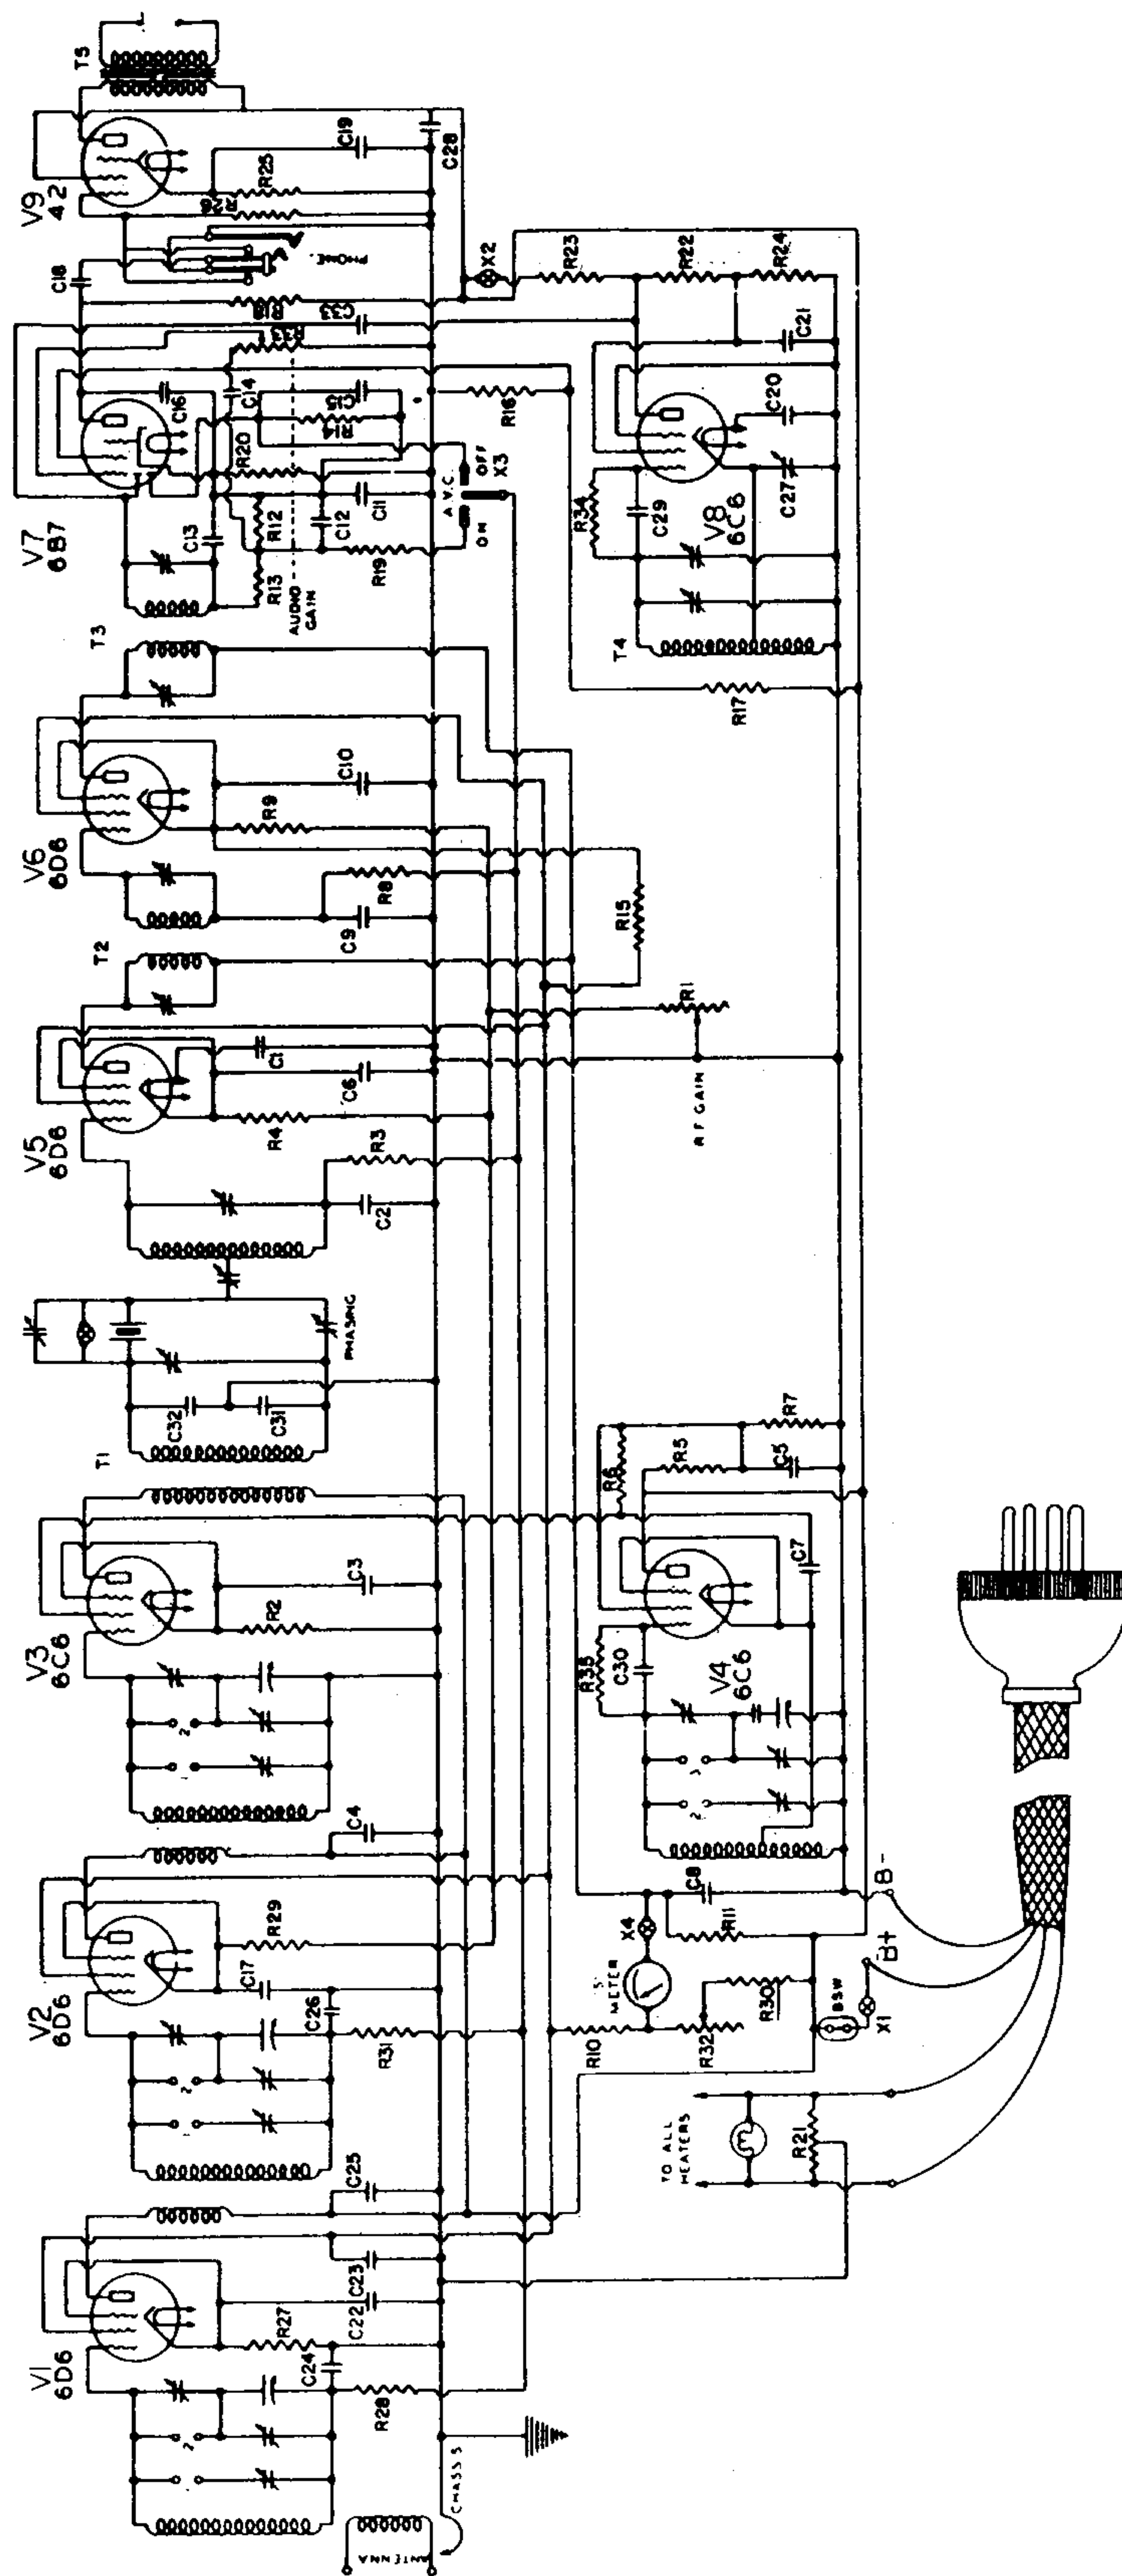 V1
6D6
V2
6D6
V3
6C6
T1
V5
6D6
T2
V6
6D6
T3
V7
6B7
V9
42
T5
C18
C16
C14
C13
R20
R12
R13
AUDIO
GAIN
R14
C12
C11
R19
A.V.C.
ON
OFF
X3
PHONE.
R25
C19
C28
C33
R16
X2
R23
R22
R24
C21
C20
C27
V8
6C6
C29
R34
T4
R17
R9
C10
R8
C9
R15
R1
R F GAIN
C1
C6
R4
R3
C2
PHASING
C32
C31
R2
C3
C4
R29
C17
C26
R31
C25
C23
C22
R27
C24
R28
ANTENNA
CHASSIS
2
2
2
R6
R5
R7
C5
C7
C30
V4
6C6
2
C8
B-
R11
X4
METER
R10
R32
R30
B+
BSW
X1
TO ALL
HEATERS
R21